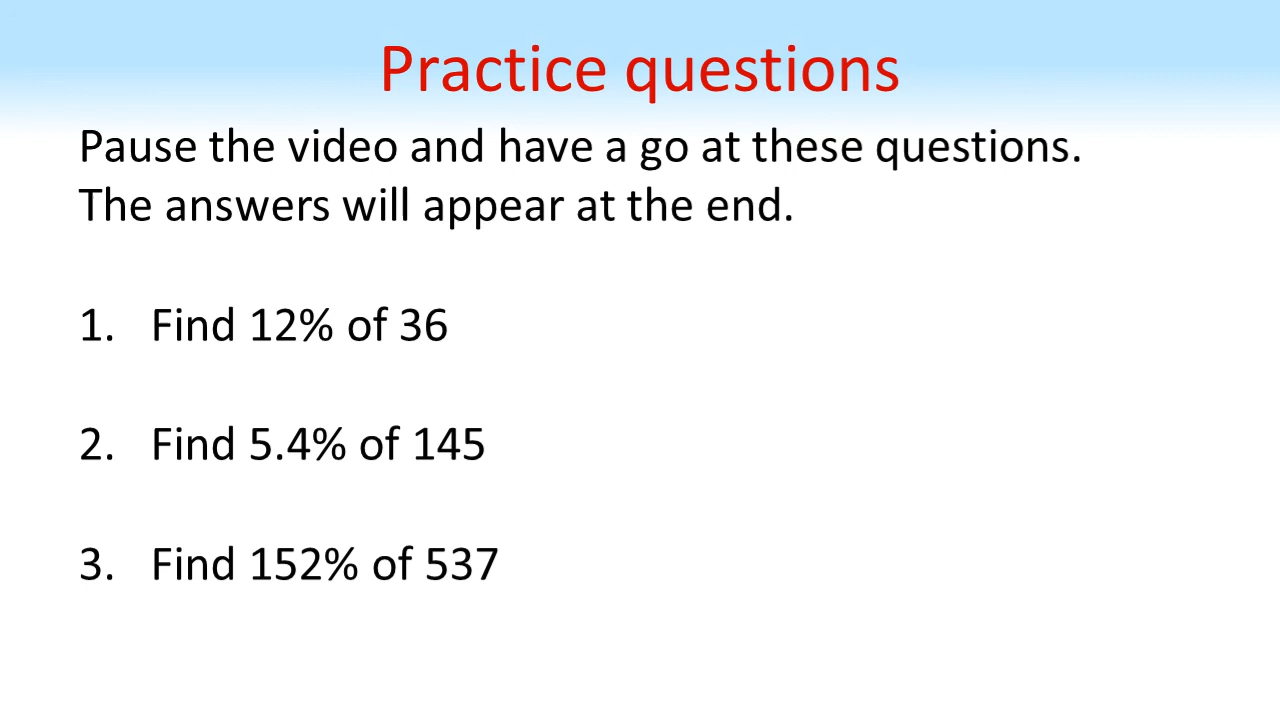 Practice questions
Pause the video and have a go at these questions.
The answers will appear at the end.
1. Find 12% of 36
2. Find 5.4% of 145
3. Find 152% of 537